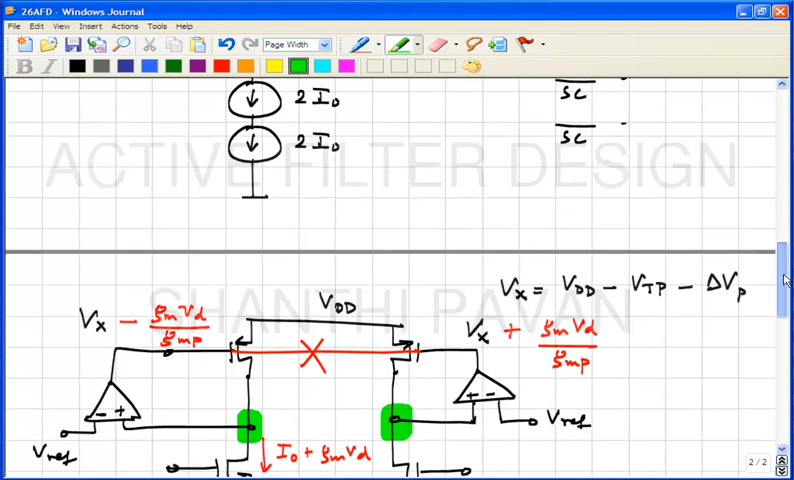 26AFD - Windows Journal
File Edit View Insert Actions Tools Help
Page Width
B I
2 I0
SC
2 I0
SC
ACTIVE FILTER DESIGN
Vx = VDD - VTP - ΔVp
SHANTHI PAVAN
VDD
Vx - gmVd/gmp
Vx + gmVd/gmp
- +
+ -
Vref
Vref
I0 + gmVd
2 / 2